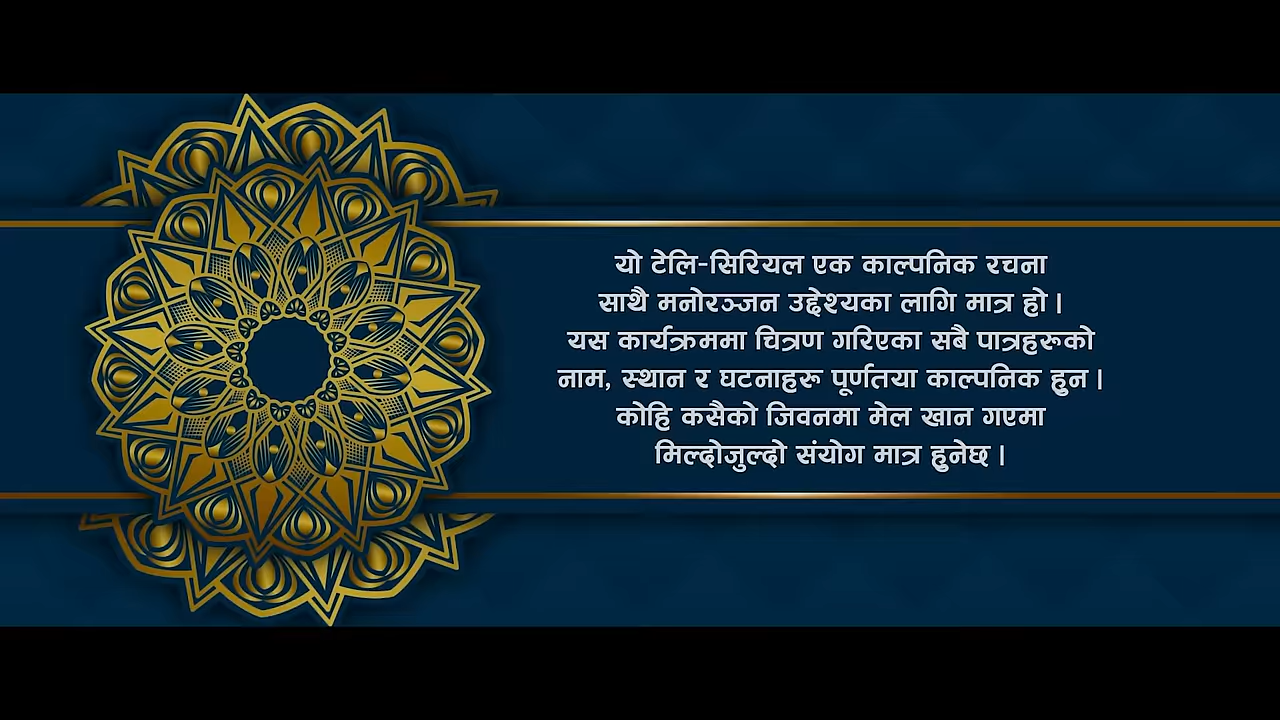 यो टेलि-सिरियल एक काल्पनिक रचना
साथै मनोरञ्जन उद्देश्यका लागि मात्र हो ।
यस कार्यक्रममा चित्रण गरिएका सबै पात्रहरूको
नाम, स्थान र घटनाहरू पूर्णतया काल्पनिक हुन ।
कोहि कसैको जिवनमा मेल खान गएमा
मिल्दोजुल्दो संयोग मात्र हुनेछ ।